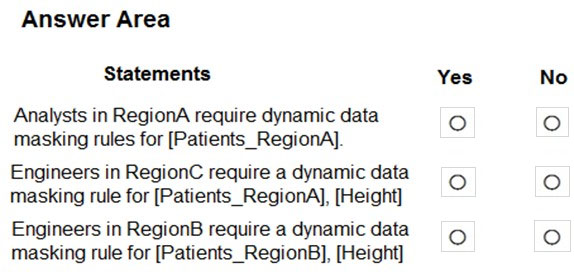 Answer Area
Statements Yes No
Analysts in RegionA require dynamic data
masking rules for [Patients_RegionA].
Engineers in RegionC require a dynamic data
masking rule for [Patients_RegionA], [Height]
Engineers in RegionB require a dynamic data
masking rule for [Patients_RegionB], [Height]